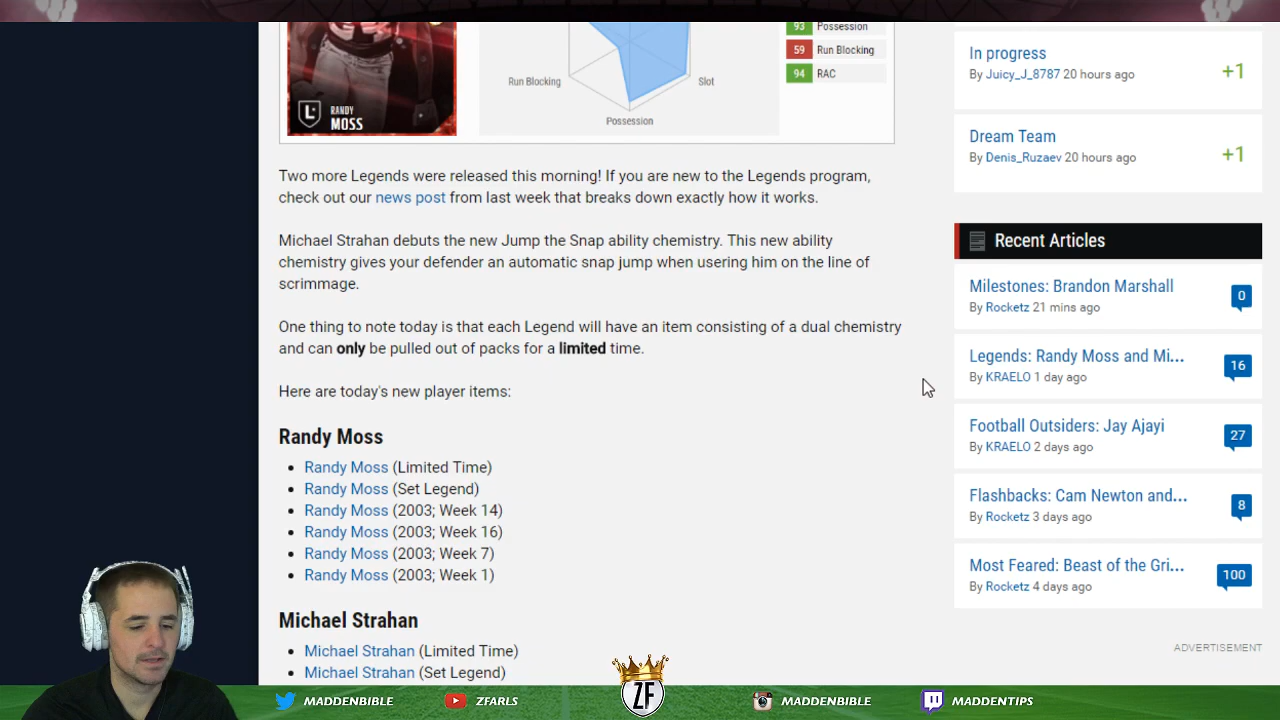 93 Possession
59 Run Blocking
94 RAC
Run Blocking
Slot
Possession
L
RANDY
MOSS
Two more Legends were released this morning! If you are new to the Legends program,
check out our news post from last week that breaks down exactly how it works.
Michael Strahan debuts the new Jump the Snap ability chemistry. This new ability
chemistry gives your defender an automatic snap jump when usering him on the line of
scrimmage.
One thing to note today is that each Legend will have an item consisting of a dual chemistry
and can only be pulled out of packs for a limited time.
Here are today's new player items:
Randy Moss
Randy Moss (Limited Time)
Randy Moss (Set Legend)
Randy Moss (2003; Week 14)
Randy Moss (2003; Week 16)
Randy Moss (2003; Week 7)
Randy Moss (2003; Week 1)
Michael Strahan
Michael Strahan (Limited Time)
Michael Strahan (Set Legend)
In progress
By Juicy_J_8787 20 hours ago
+1
Dream Team
By Denis_Ruzaev 20 hours ago
+1
Recent Articles
Milestones: Brandon Marshall
By Rocketz 21 mins ago
0
Legends: Randy Moss and Mi...
By KRAELO 1 day ago
16
Football Outsiders: Jay Ajayi
By KRAELO 2 days ago
27
Flashbacks: Cam Newton and...
By Rocketz 3 days ago
8
Most Feared: Beast of the Gri...
By Rocketz 4 days ago
100
ADVERTISEMENT
MADDENBIBLE
ZFARLS
ZF
MADDENBIBLE
MADDENTIPS